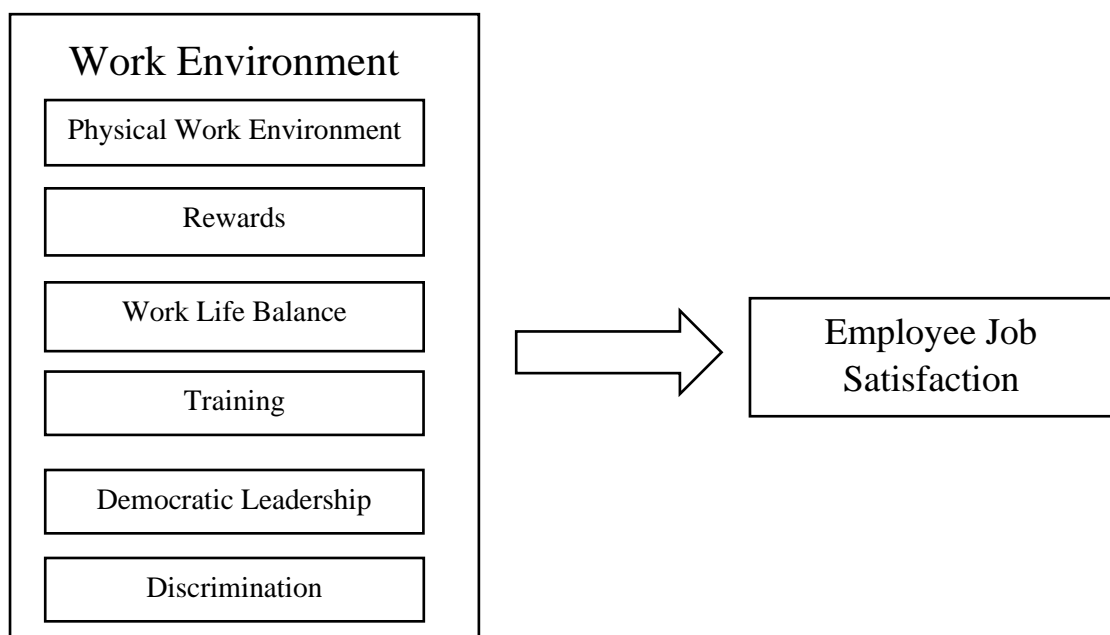 Work Environment
Physical Work Environment
Rewards
Work Life Balance
Training
Democratic Leadership
Discrimination
Employee Job
Satisfaction